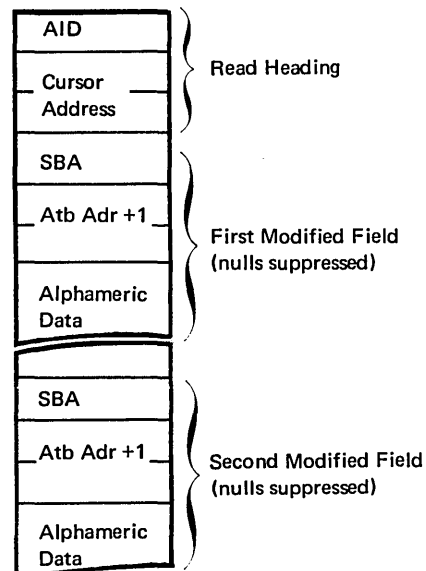 AID
Read Heading
Cursor
Address
SBA
Atb Adr +1
First Modified Field
(nulls suppressed)
Alphameric
Data
SBA
Atb Adr +1
Second Modified Field
(nulls suppressed)
Alphameric
Data